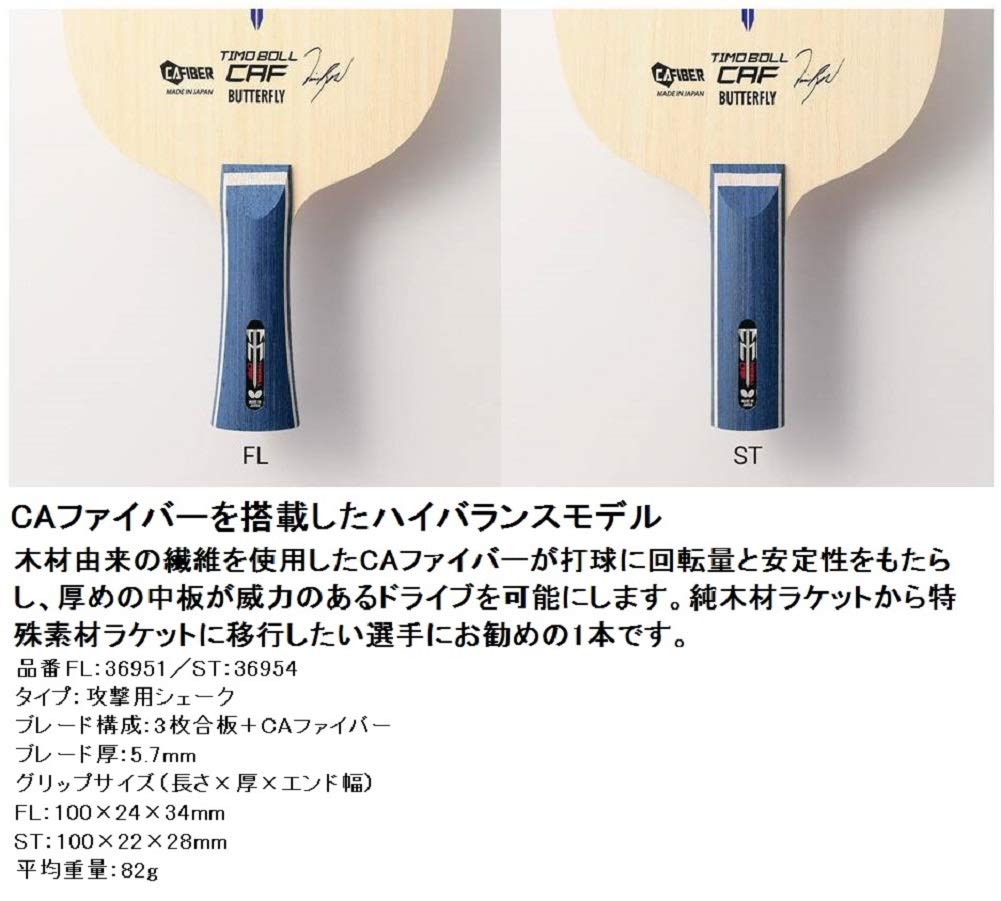 CAFIBER
MADE IN JAPAN
TIMO BOLL
CAF
BUTTERFLY
CAFIBER
MADE IN JAPAN
TIMO BOLL
CAF
BUTTERFLY
MADE IN
JAPAN
MADE IN
JAPAN
FL
ST
CAファイバーを搭載したハイバランスモデル
木材由来の繊維を使用したCAファイバーが打球に回転量と安定性をもたら
し、厚めの中板が威力のあるドライブを可能にします。純木材ラケットから特
殊素材ラケットに移行したい選手にお勧めの1本です。
品番FL:36951/ST:36954
タイプ:攻撃用シェーク
ブレード構成:3枚合板+CAファイバー
ブレード厚:5.7mm
グリップサイズ(長さ×厚×エンド幅)
FL:100×24×34mm
ST:100×22×28mm
平均重量:82g